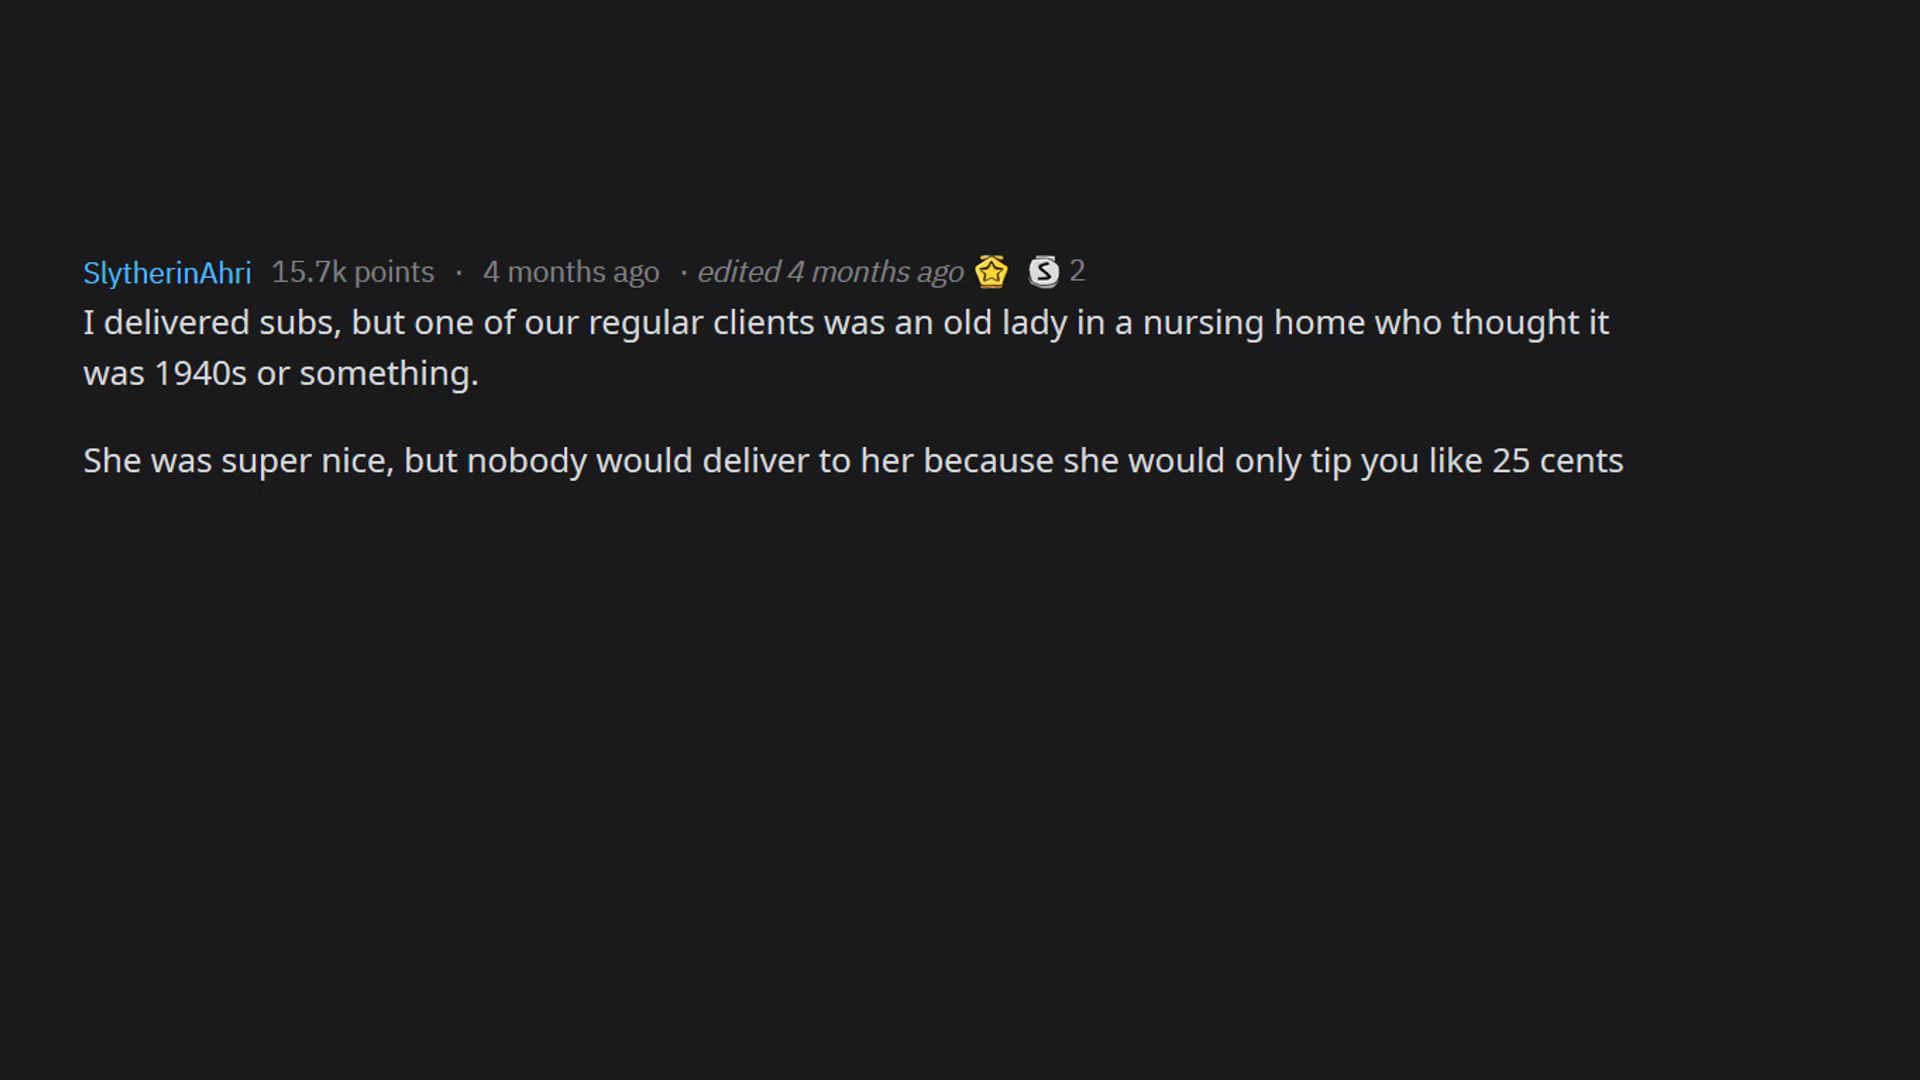 SlytherinAhri 15.7k points · 4 months ago · edited 4 months ago S 2
I delivered subs, but one of our regular clients was an old lady in a nursing home who thought it
was 1940s or something.
She was super nice, but nobody would deliver to her because she would only tip you like 25 cents